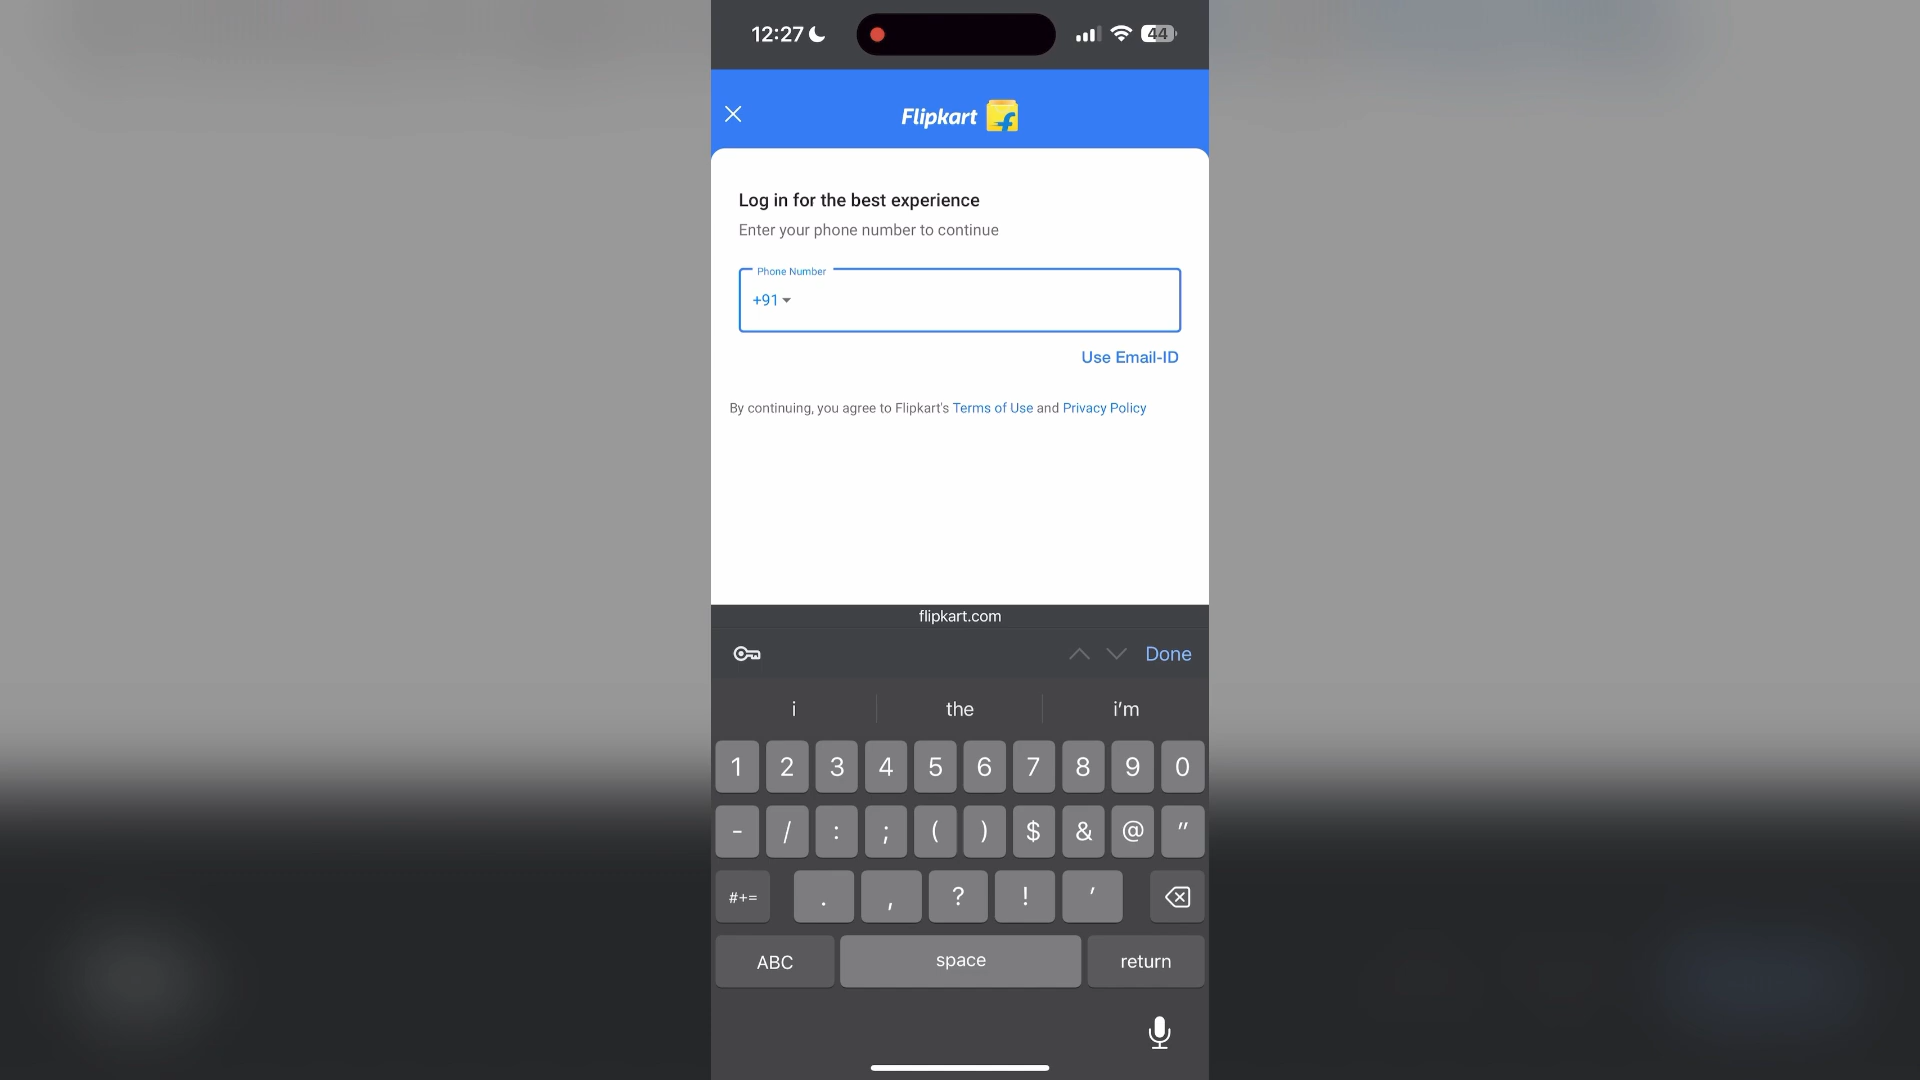 12:27
44
Flipkart
Log in for the best experience
Enter your phone number to continue
Phone Number
+91
Use Email-ID
By continuing, you agree to Flipkart's Terms of Use and Privacy Policy
flipkart.com
Done
i the i'm
1 2 3 4 5 6 7 8 9 0
- / : ; ( ) $ & @ "
#+= . , ? ! '
ABC space return